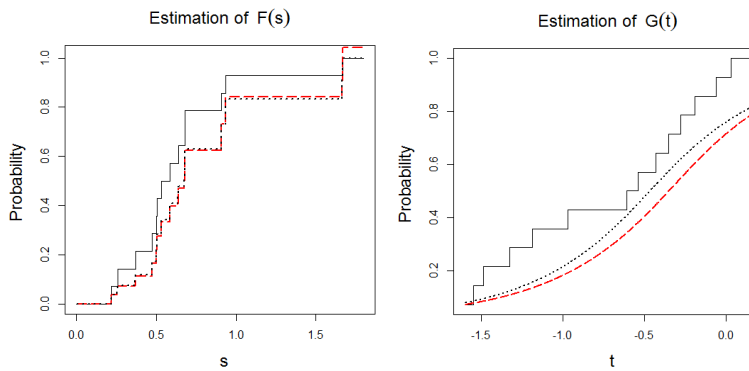 Estimation of F(s)
Probability
0.0 0.2 0.4 0.6 0.8 1.0
0.0 0.5 1.0 1.5
s
Estimation of G(t)
Probability
0.2 0.4 0.6 0.8 1.0
-1.5 -1.0 -0.5 0.0
t